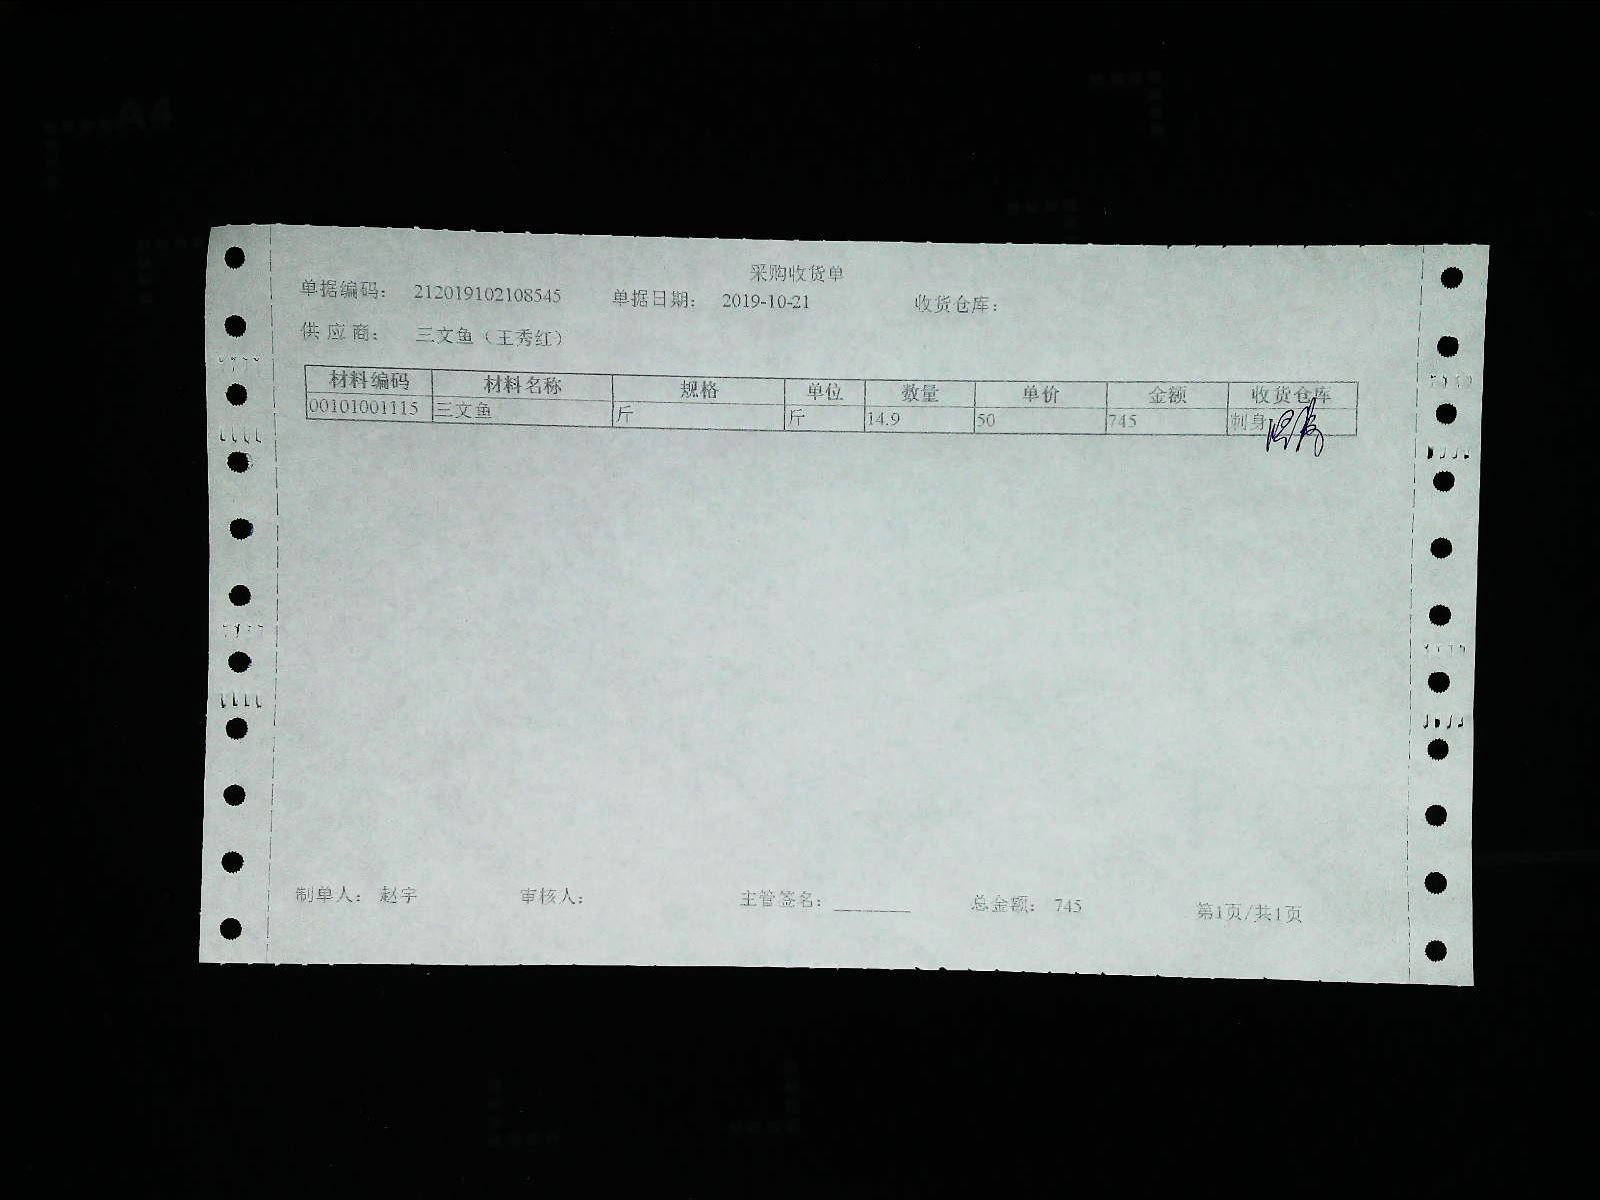 采购收货单
单据编码： 212019102108545 单据日期： 2019-10-21 收货仓库：
供 应 商： 三文鱼（王秀红）
材料编码 材料名称 规格 单位 数量 单价 金额 收货仓库
00101001115 三文鱼 斤 斤 14.9 50 745 刺身
制单人： 赵宇 审核人： 主管签名：________ 总金额： 745 第1页/共1页